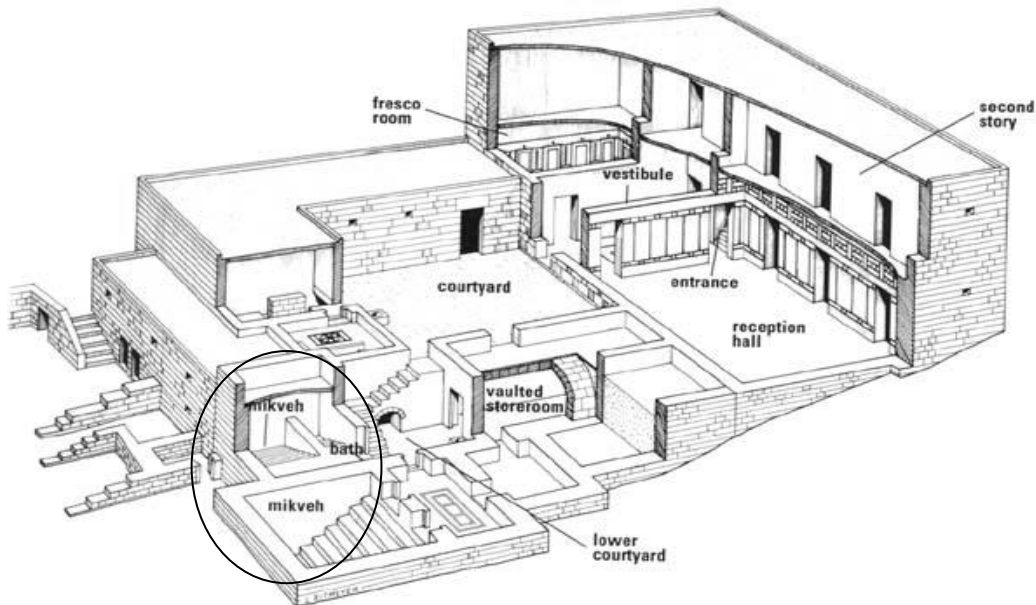 fresco
room
second
story
vestibule
entrance
courtyard
reception
hall
vaulted
storeroom
mikveh
bath
mikveh
lower
courtyard